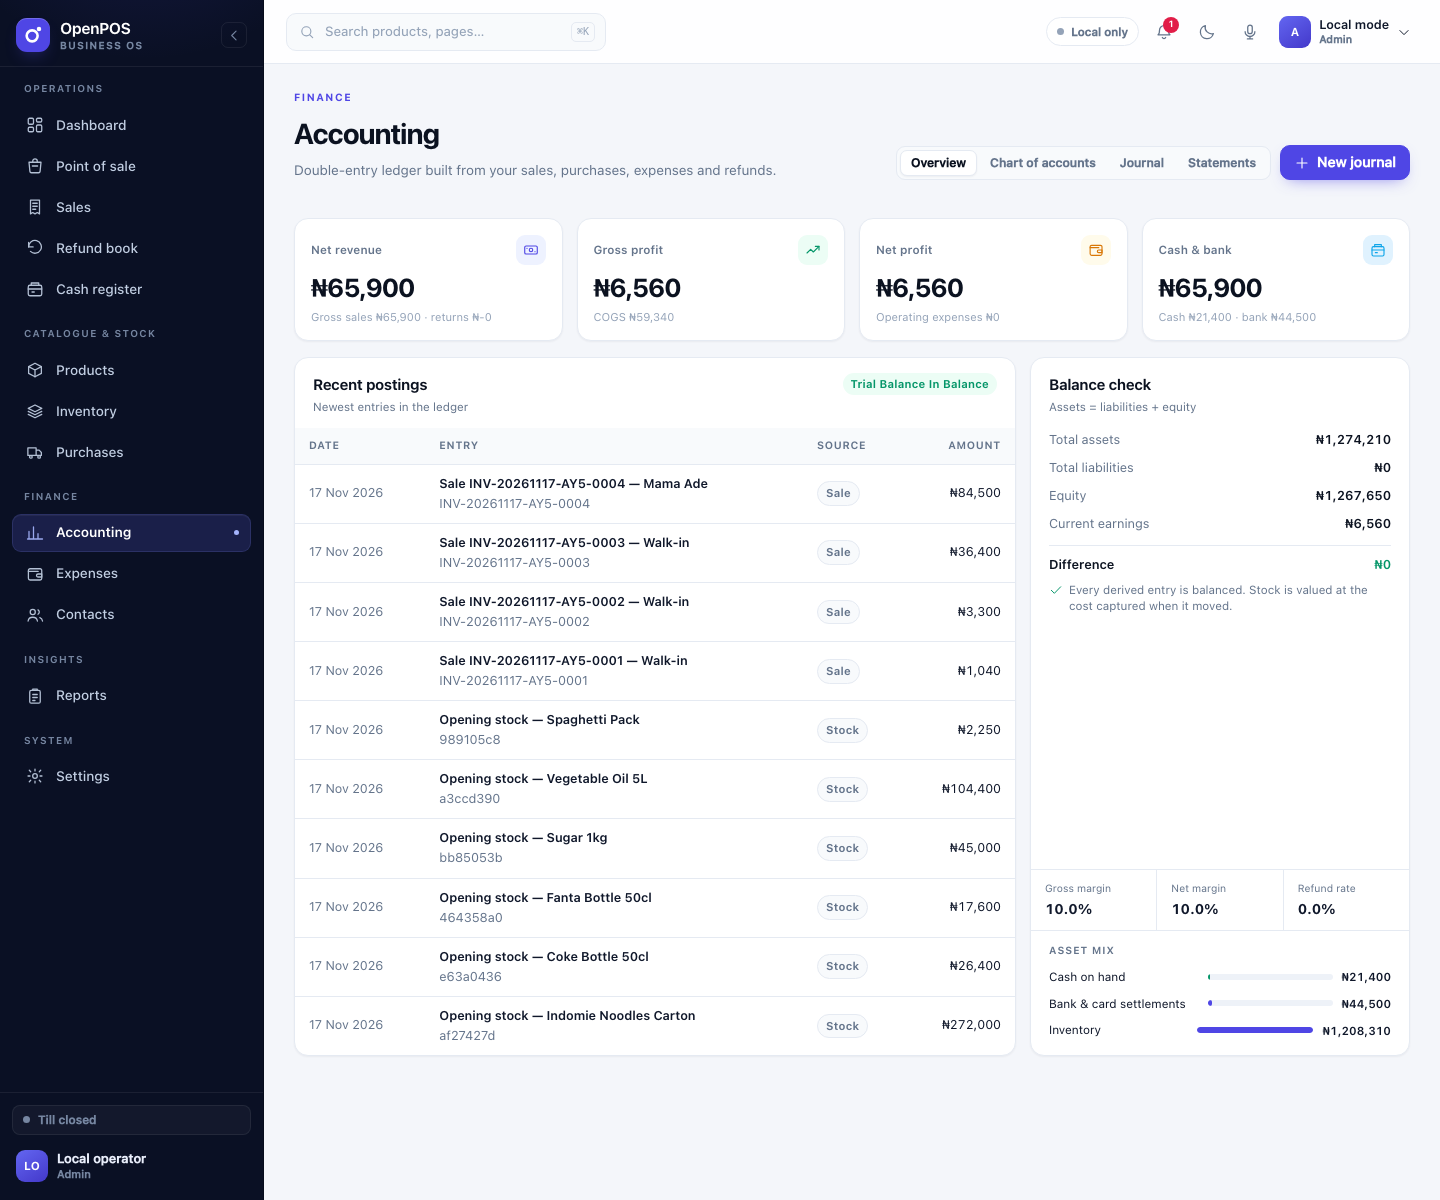 OpenPOS
BUSINESS OS
OPERATIONS
Dashboard
Point of sale
Sales
Refund book
Cash register
CATALOGUE & STOCK
Products
Inventory
Purchases
FINANCE
Accounting
Expenses
Contacts
INSIGHTS
Reports
SYSTEM
Settings
Till closed
LO
Local operator
Admin
Search products, pages...
⌘K
Local only
1
A
Local mode
Admin
FINANCE
Accounting
Double-entry ledger built from your sales, purchases, expenses and refunds.
Overview
Chart of accounts
Journal
Statements
New journal
Net revenue
₦65,900
Gross sales ₦65,900 · returns ₦-0
Gross profit
₦6,560
COGS ₦59,340
Net profit
₦6,560
Operating expenses ₦0
Cash & bank
₦65,900
Cash ₦21,400 · bank ₦44,500
Recent postings
Newest entries in the ledger
Trial Balance In Balance
DATE ENTRY SOURCE AMOUNT
17 Nov 2026 Sale INV-20261117-AY5-0004 — Mama Ade Sale ₦84,500
INV-20261117-AY5-0004
17 Nov 2026 Sale INV-20261117-AY5-0003 — Walk-in Sale ₦36,400
INV-20261117-AY5-0003
17 Nov 2026 Sale INV-20261117-AY5-0002 — Walk-in Sale ₦3,300
INV-20261117-AY5-0002
17 Nov 2026 Sale INV-20261117-AY5-0001 — Walk-in Sale ₦1,040
INV-20261117-AY5-0001
17 Nov 2026 Opening stock — Spaghetti Pack Stock ₦2,250
989105c8
17 Nov 2026 Opening stock — Vegetable Oil 5L Stock ₦104,400
a3ccd390
17 Nov 2026 Opening stock — Sugar 1kg Stock ₦45,000
bb85053b
17 Nov 2026 Opening stock — Fanta Bottle 50cl Stock ₦17,600
464358a0
17 Nov 2026 Opening stock — Coke Bottle 50cl Stock ₦26,400
e63a0436
17 Nov 2026 Opening stock — Indomie Noodles Carton Stock ₦272,000
af27427d
Balance check
Assets = liabilities + equity
Total assets ₦1,274,210
Total liabilities ₦0
Equity ₦1,267,650
Current earnings ₦6,560
Difference ₦0
Every derived entry is balanced. Stock is valued at the
cost captured when it moved.
Gross margin
10.0%
Net margin
10.0%
Refund rate
0.0%
ASSET MIX
Cash on hand ₦21,400
Bank & card settlements ₦44,500
Inventory ₦1,208,310